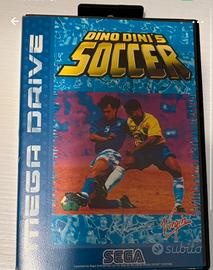 DINO DINI'S
SOCCER
MEGA DRIVE
Virgin
SEGA
subito